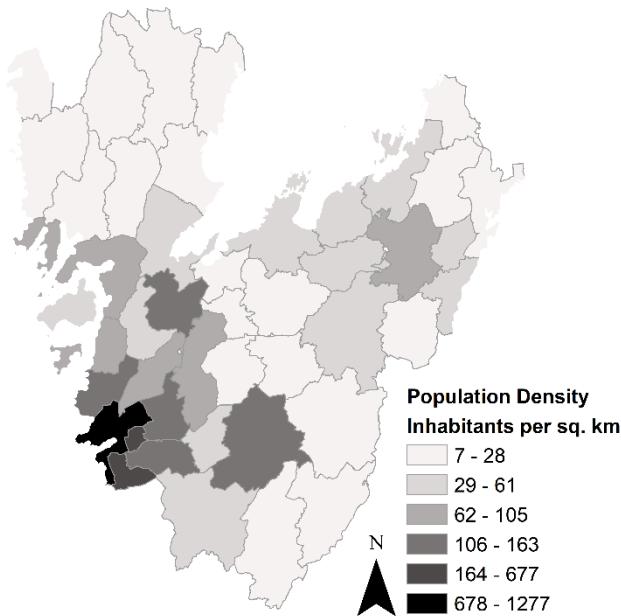 Population Density
Inhabitants per sq. km
7 - 28
29 - 61
62 - 105
106 - 163
164 - 677
678 - 1277
N